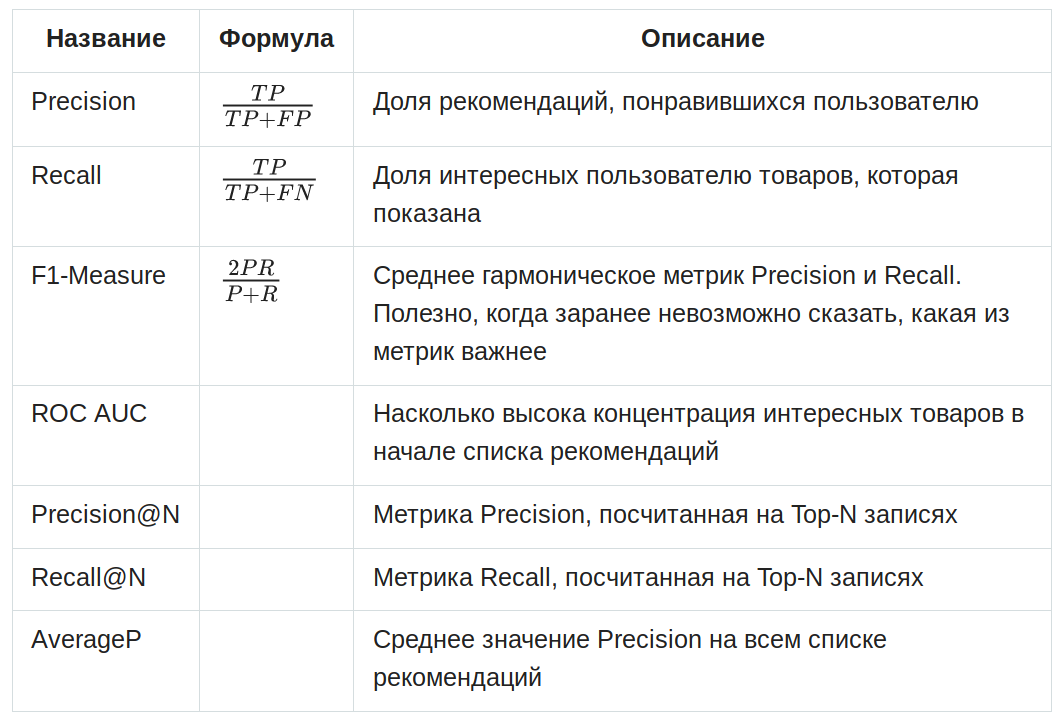 Название Формула Описание
Precision TP / TP+FP Доля рекомендаций, понравившихся пользователю
Recall TP / TP+FN Доля интересных пользователю товаров, которая
показана
F1-Measure 2PR / P+R Среднее гармоническое метрик Precision и Recall.
Полезно, когда заранее невозможно сказать, какая из
метрик важнее
ROC AUC Насколько высока концентрация интересных товаров в
начале списка рекомендаций
Precision@N Метрика Precision, посчитанная на Top-N записях
Recall@N Метрика Recall, посчитанная на Top-N записях
AverageP Среднее значение Precision на всем списке
рекомендаций